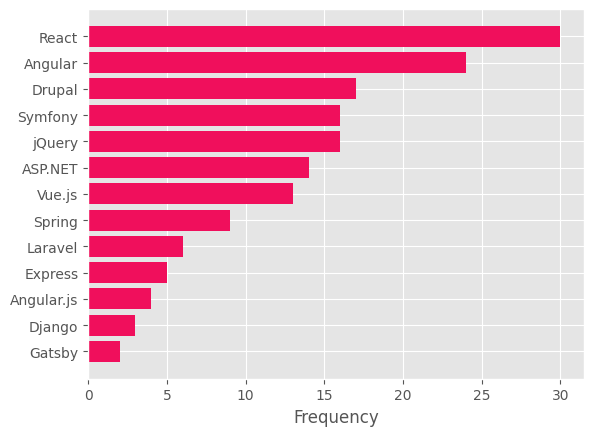 React
Angular
Drupal
Symfony
jQuery
ASP.NET
Vue.js
Spring
Laravel
Express
Angular.js
Django
Gatsby
0 5 10 15 20 25 30
Frequency